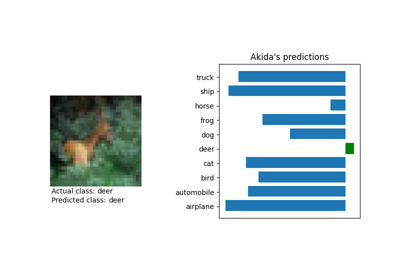 Akida's predictions
truck
ship
horse
frog
dog
deer
cat
bird
automobile
airplane
Actual class: deer
Predicted class: deer